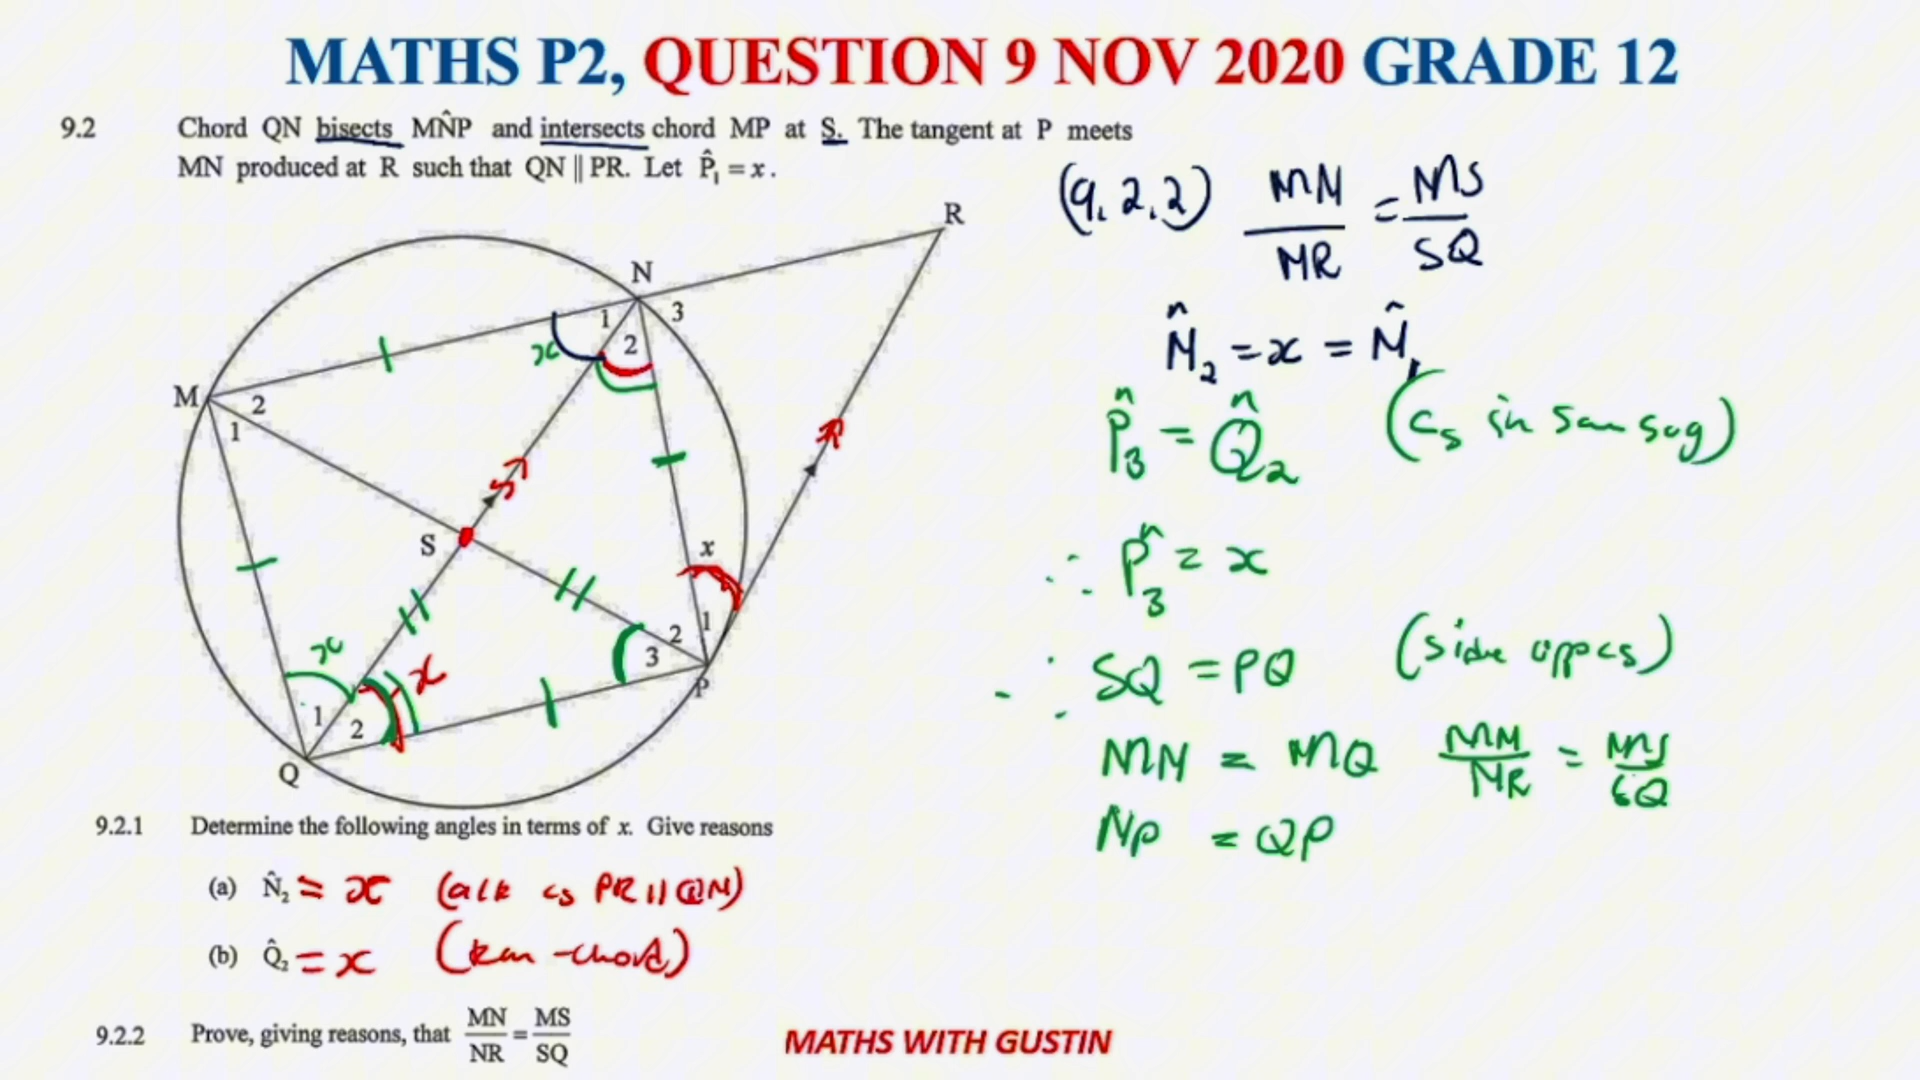 MATHS P2, QUESTION 9 NOV 2020 GRADE 12
9.2 Chord QN bisects MN̂P and intersects chord MP at S. The tangent at P meets
MN produced at R such that QN || PR. Let P̂₁ = x.
R
N
1
3
2
x
M
2
1
S
x
2
1
3
P
x
x
1
2
Q
9.2.1 Determine the following angles in terms of x. Give reasons
(a) N̂₂ = x (alt ∠s PR || QN)
(b) Q̂₂ = x (tan-chord)
9.2.2 Prove, giving reasons, that MN/NR = MS/SQ
(9.2.2) MN/NR = MS/SQ
N̂₂ = x = N̂₁
P̂₃ = Q̂₂ (∠s in sam seg)
∴ P̂₃ = x
∴ SQ = PQ (side opp ∠s)
MN = MQ MN/NR = MS/SQ
NP = QP
MATHS WITH GUSTIN